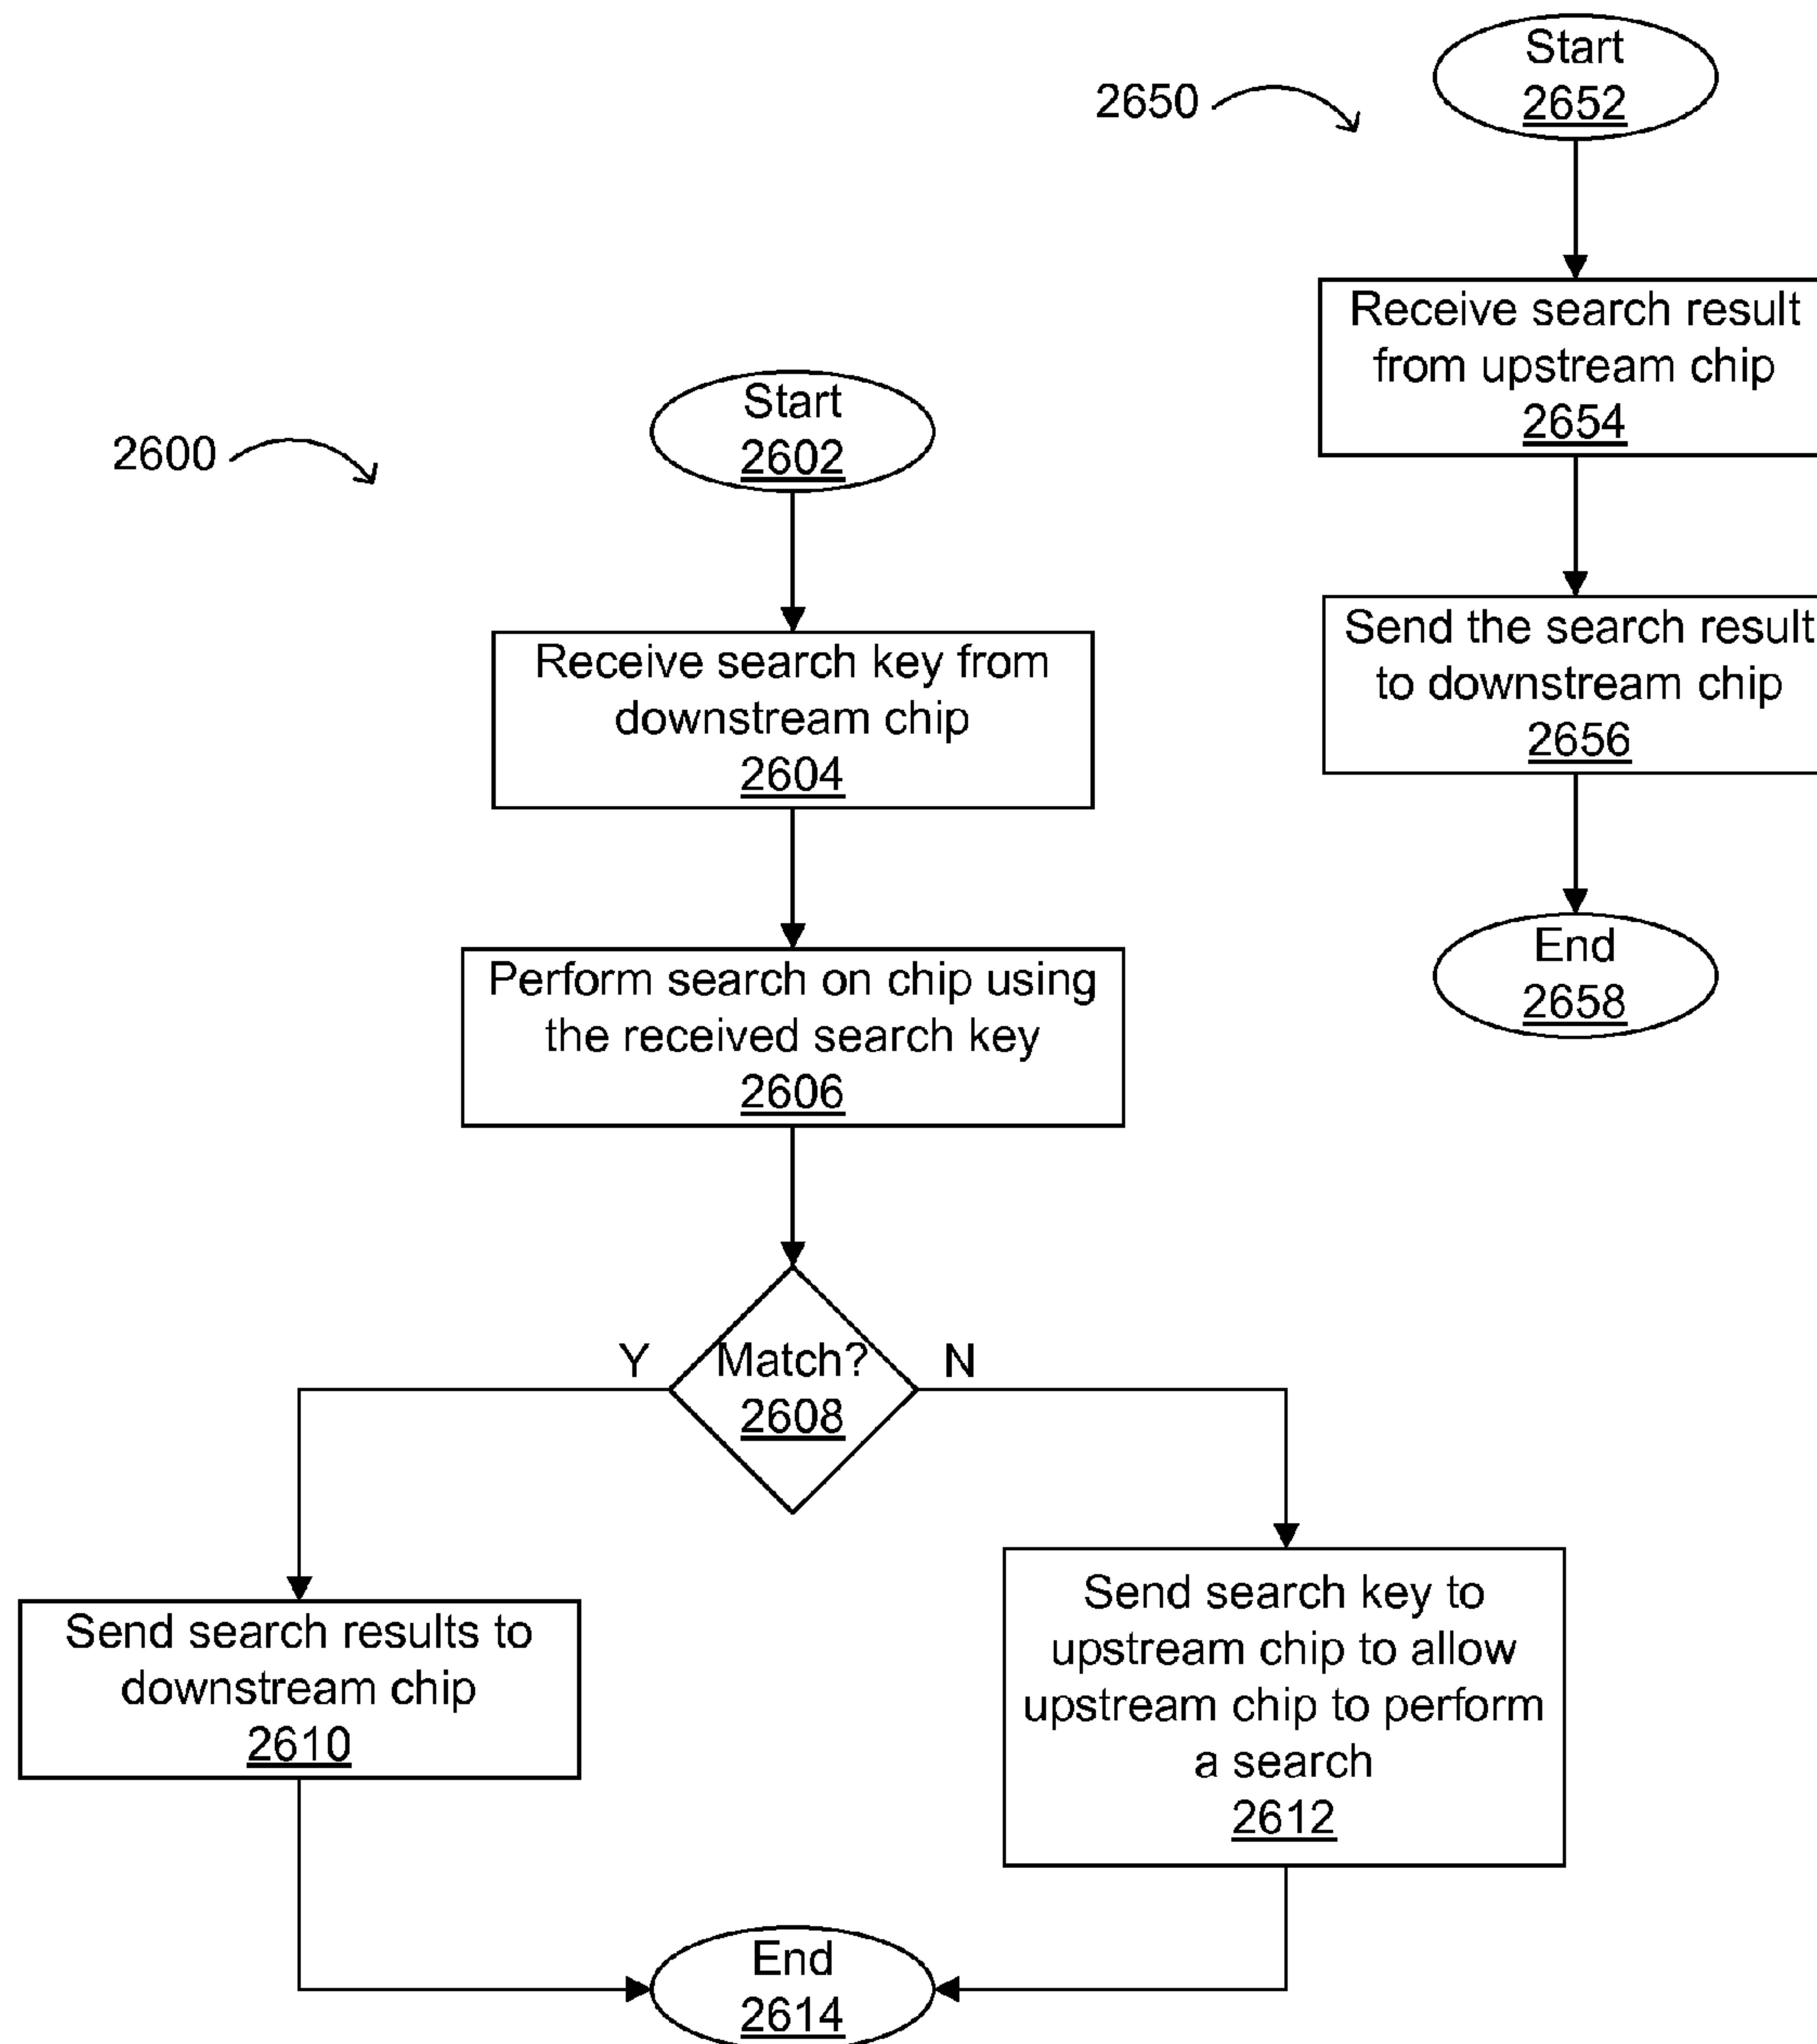 2600
Start
2602
Receive search key from
downstream chip
2604
Perform search on chip using
the received search key
2606
Y
Match?
2608
N
Send search results to
downstream chip
2610
Send search key to
upstream chip to allow
upstream chip to perform
a search
2612
End
2614
2650
Start
2652
Receive search result
from upstream chip
2654
Send the search result
to downstream chip
2656
End
2658